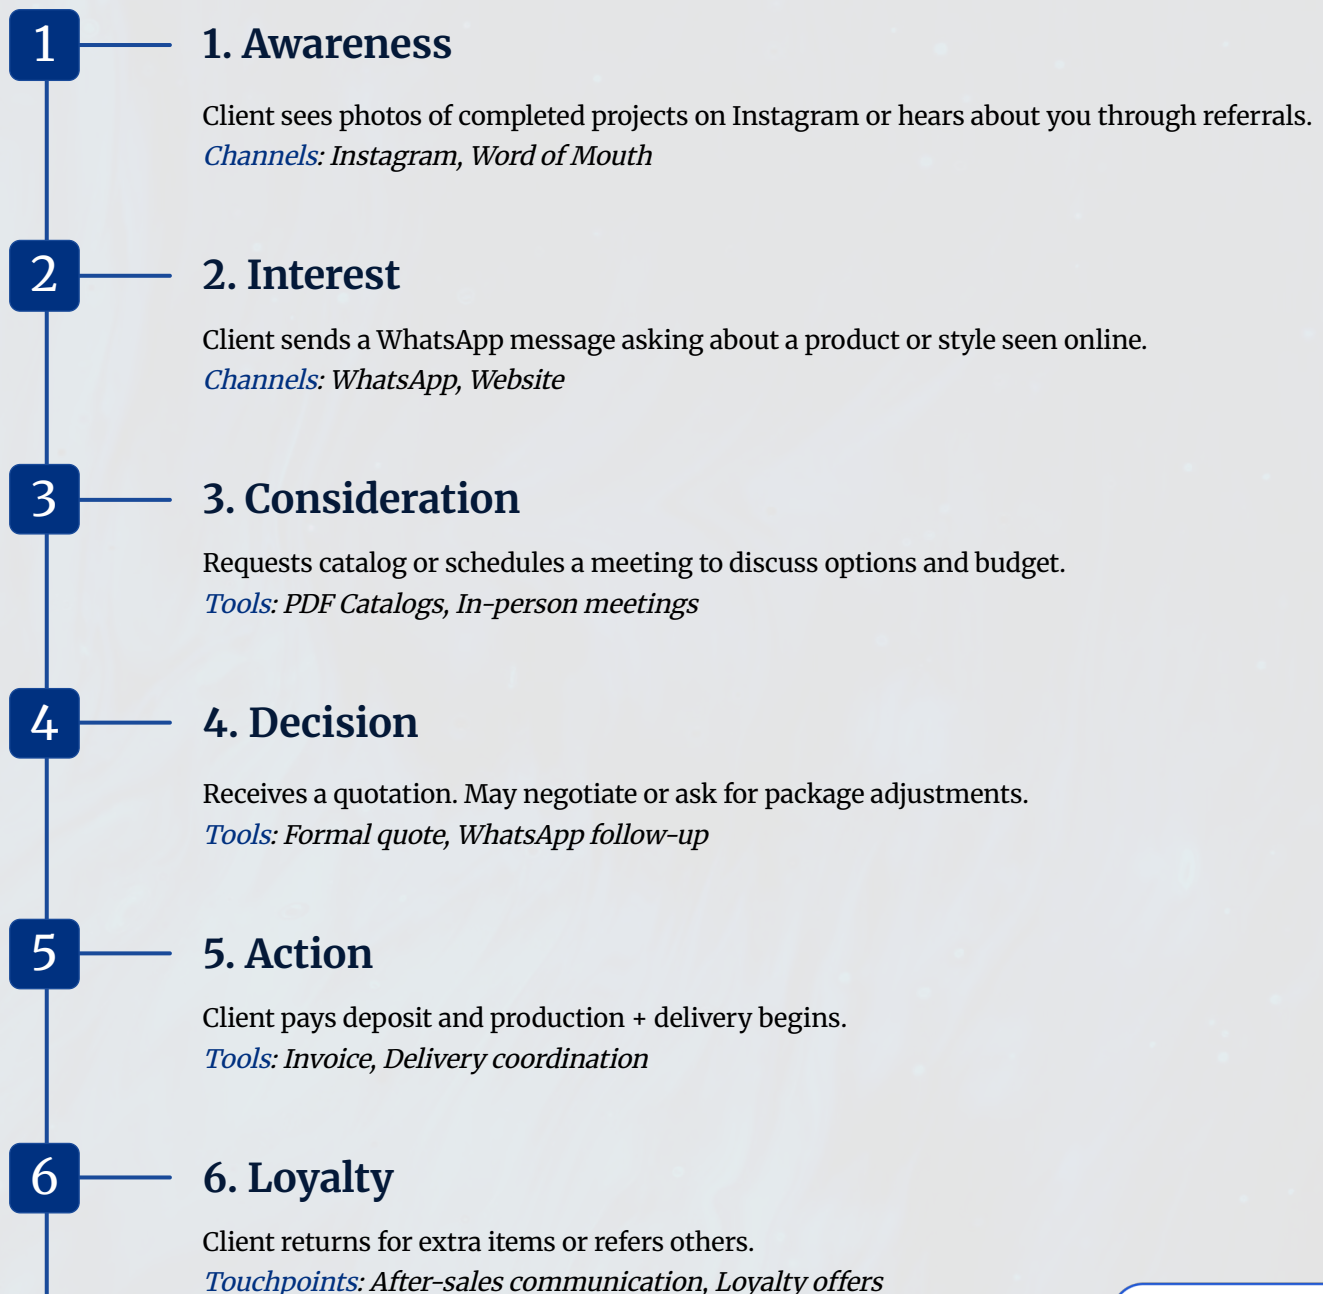 1
1. Awareness
Client sees photos of completed projects on Instagram or hears about you through referrals.
Channels: Instagram, Word of Mouth
2
2. Interest
Client sends a WhatsApp message asking about a product or style seen online.
Channels: WhatsApp, Website
3
3. Consideration
Requests catalog or schedules a meeting to discuss options and budget.
Tools: PDF Catalogs, In-person meetings
4
4. Decision
Receives a quotation. May negotiate or ask for package adjustments.
Tools: Formal quote, WhatsApp follow-up
5
5. Action
Client pays deposit and production + delivery begins.
Tools: Invoice, Delivery coordination
6
6. Loyalty
Client returns for extra items or refers others.
Touchpoints: After-sales communication, Loyalty offers